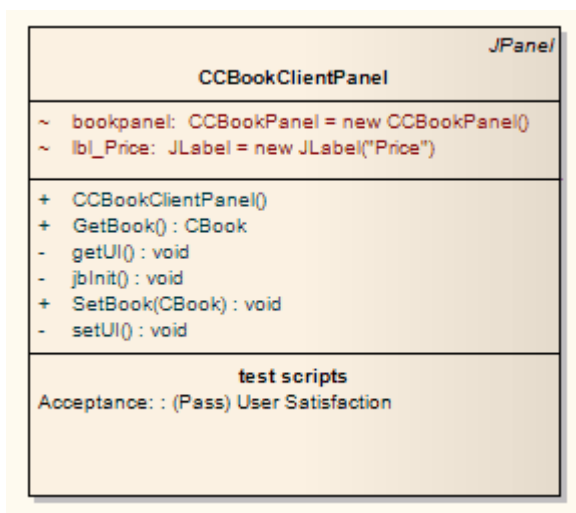 JPanel
CCBookClientPanel
~ bookpanel: CCBookPanel = new CCBookPanel()
~ lbl_Price: JLabel = new JLabel("Price")
+ CCBookClientPanel()
+ GetBook() : CBook
- getUI() : void
- jbInit() : void
+ SetBook(CBook) : void
- setUI() : void
test scripts
Acceptance: : (Pass) User Satisfaction